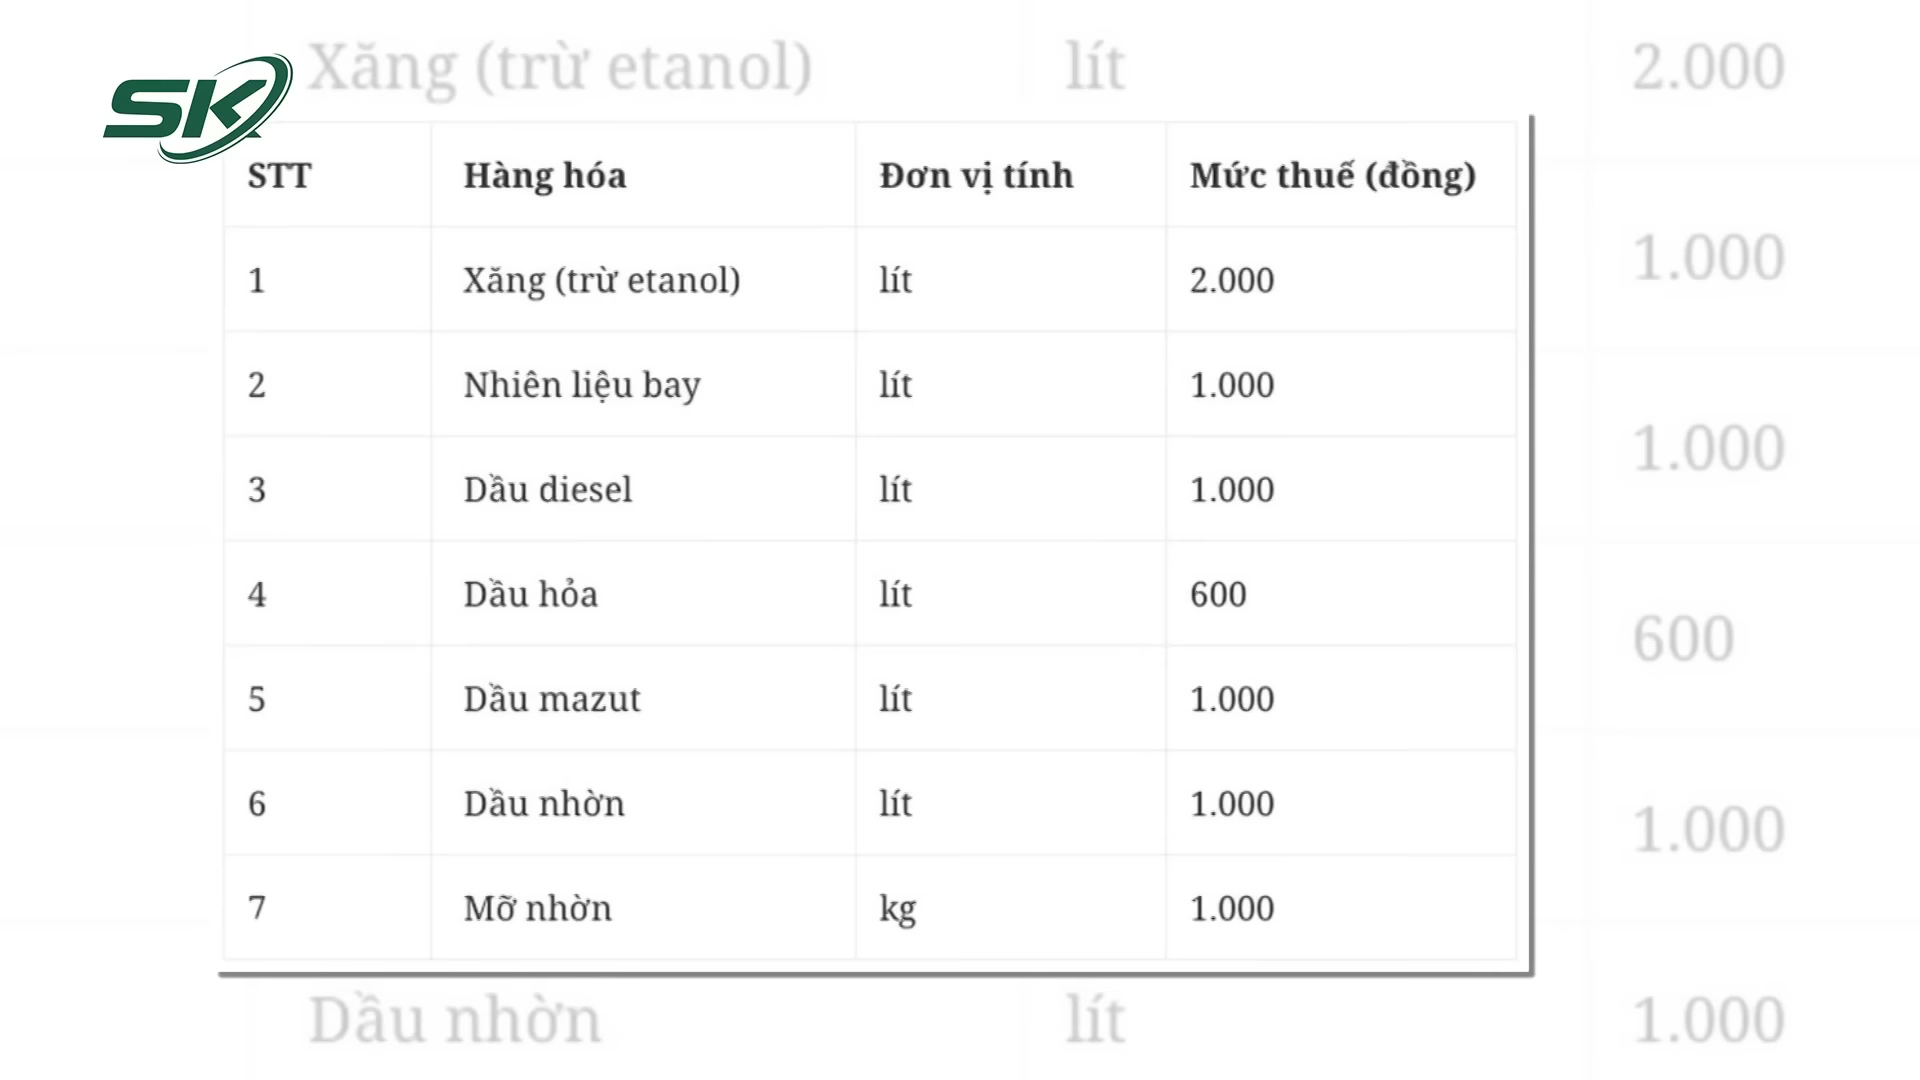 Xăng (trừ etanol) lít 2.000
SK
STT Hàng hóa Đơn vị tính Mức thuế (đồng)
1 Xăng (trừ etanol) lít 2.000
1.000
2 Nhiên liệu bay lít 1.000
1.000
3 Dầu diesel lít 1.000
4 Dầu hỏa lít 600
600
5 Dầu mazut lít 1.000
6 Dầu nhờn lít 1.000
1.000
7 Mỡ nhờn kg 1.000
Dầu nhờn lít 1.000